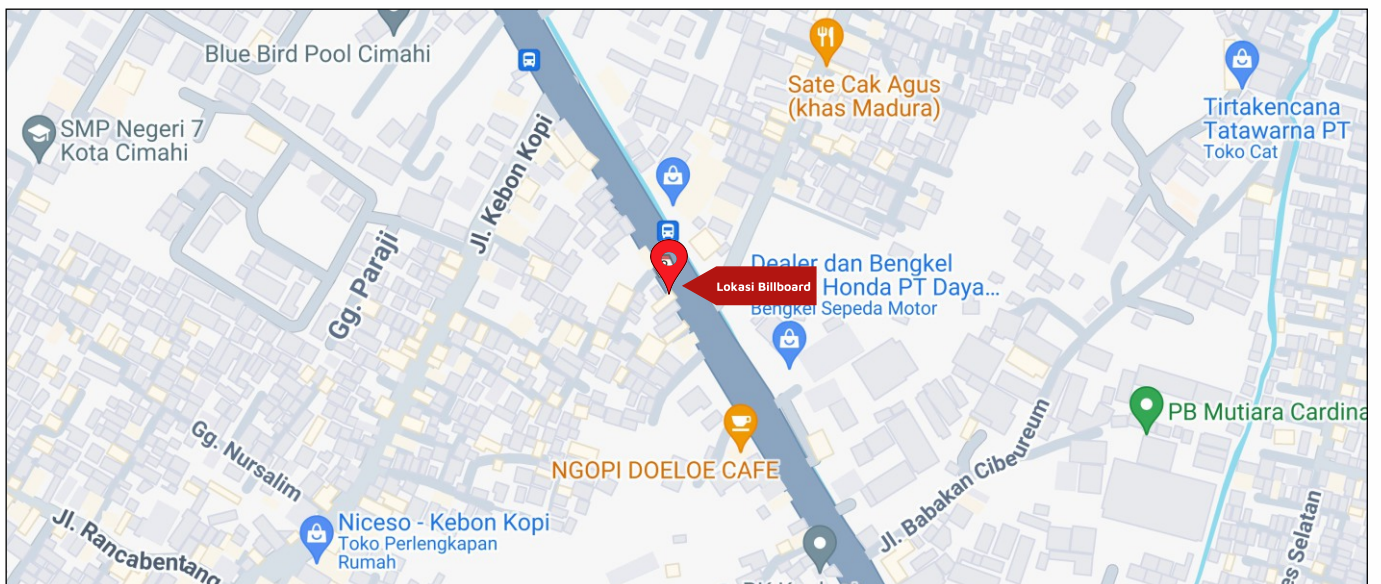 Blue Bird Pool Cimahi
SMP Negeri 7
Kota Cimahi
Jl. Kebon Kopi
Gg. Paraji
Sate Cak Agus
(khas Madura)
Tirtakencana
Tatawarna PT
Toko Cat
Lokasi Billboard
Dealer dan Bengkel
Honda PT Daya...
Bengkel Sepeda Motor
PB Mutiara Cardina
NGOPI DOELOE CAFE
Gg. Nursalim
Jl. Babakan Cibeureum
Jl. Rancabentang
Niceso - Kebon Kopi
Toko Perlengkapan
Rumah
es Selatan